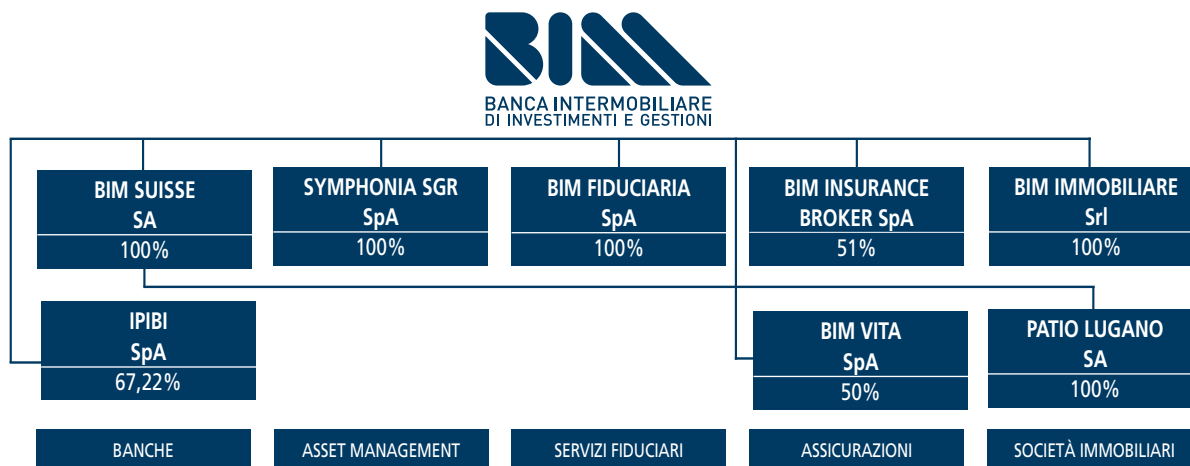 BIM
BANCA INTERMOBILIARE
DI INVESTIMENTI E GESTIONI
BIM SUISSE
SA
100%
SYMPHONIA SGR
SpA
100%
BIM FIDUCIARIA
SpA
100%
BIM INSURANCE
BROKER SpA
51%
BIM IMMOBILIARE
Srl
100%
IPIBI
SpA
67,22%
BIM VITA
SpA
50%
PATIO LUGANO
SA
100%
BANCHE
ASSET MANAGEMENT
SERVIZI FIDUCIARI
ASSICURAZIONI
SOCIETÀ IMMOBILIARI